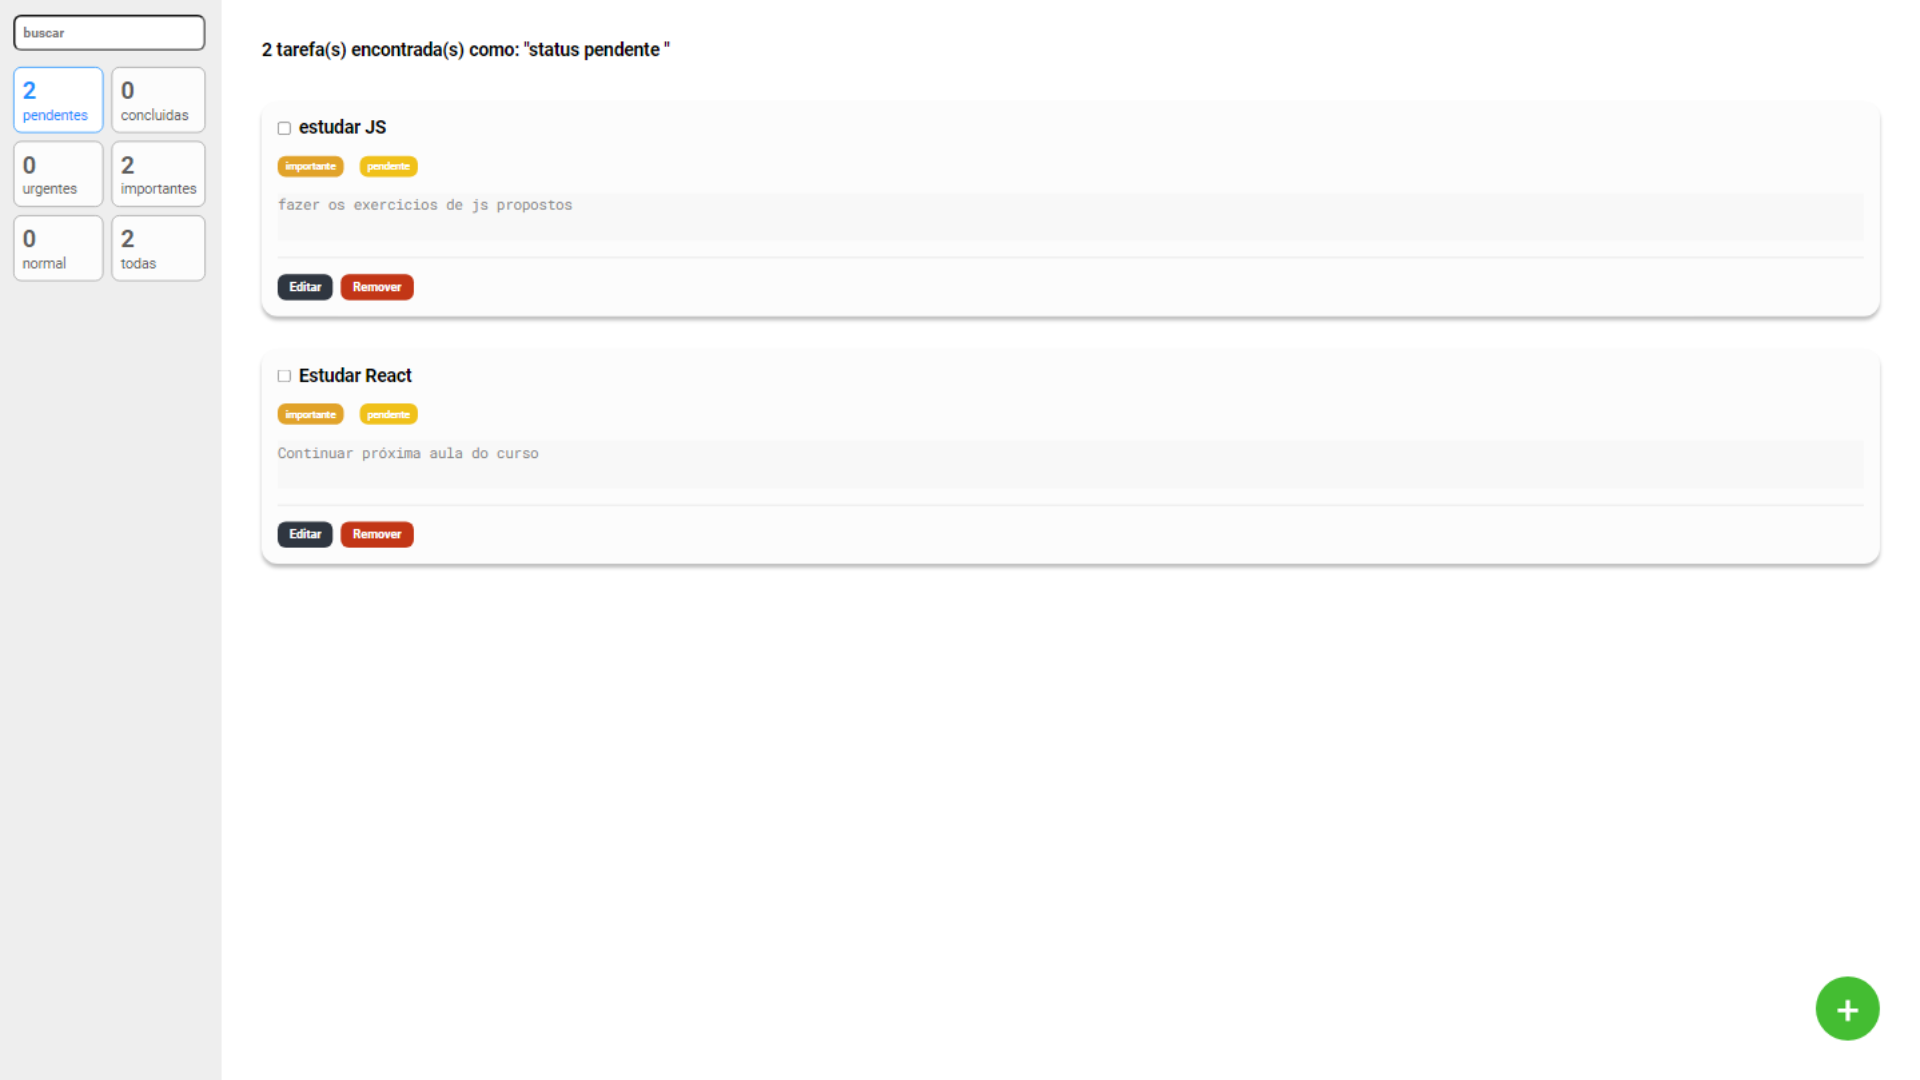 buscar
2
pendentes
0
concluidas
0
urgentes
2
importantes
0
normal
2
todas
2 tarefa(s) encontrada(s) como: "status pendente "
estudar JS
importante
pendente
fazer os exercicios de js propostos
Editar
Remover
Estudar React
importante
pendente
Continuar próxima aula do curso
Editar
Remover
+